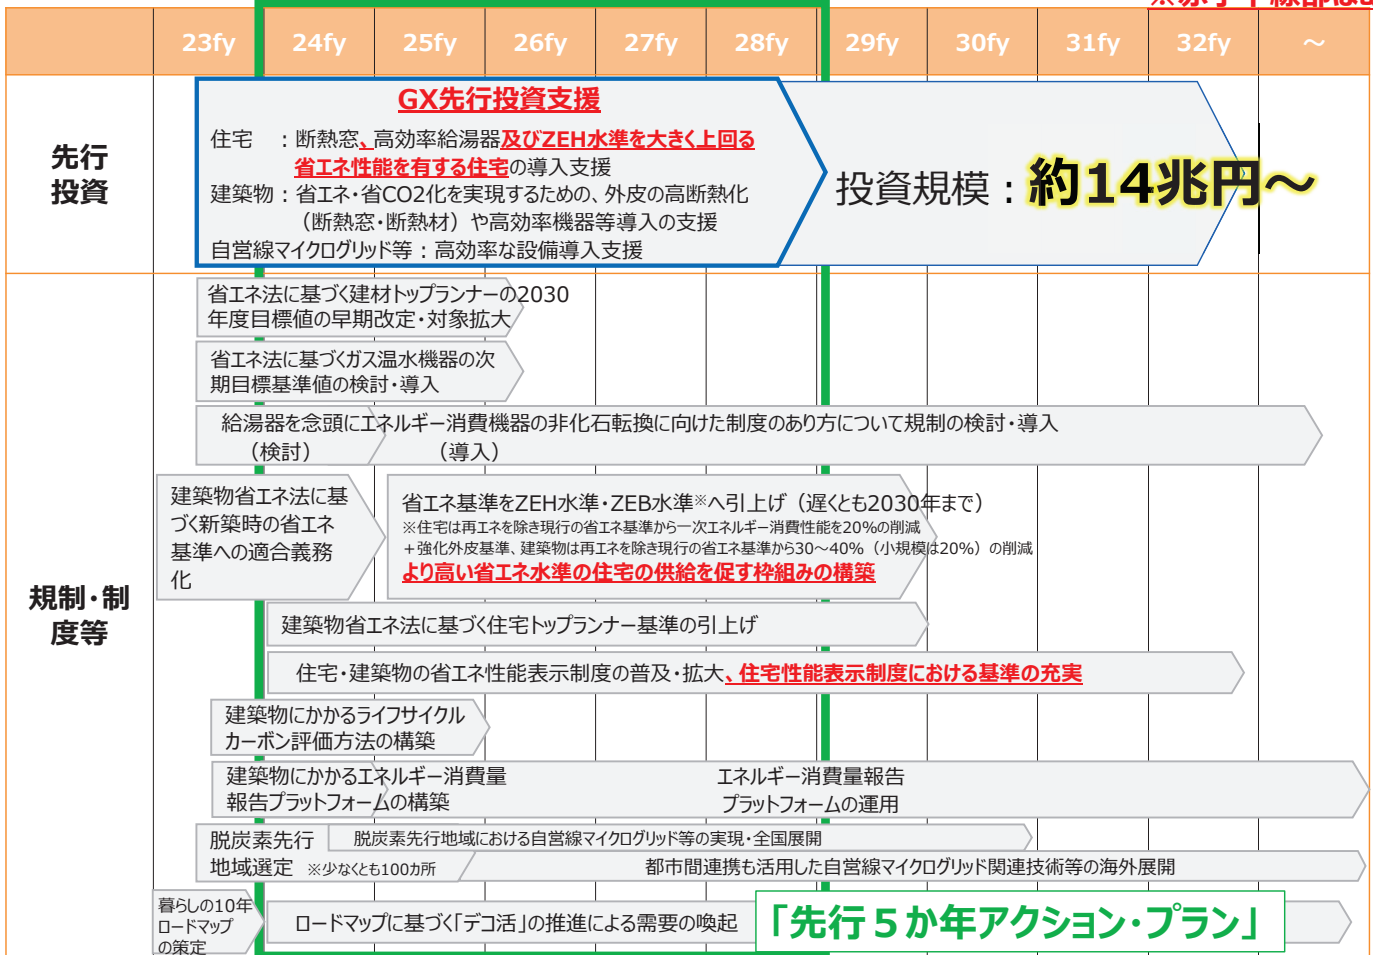 23fy 24fy 25fy 26fy 27fy 28fy 29fy 30fy 31fy 32fy ～
先行
投資
GX先行投資支援
住宅　：断熱窓、高効率給湯器及びZEH水準を大きく上回る
省エネ性能を有する住宅の導入支援
建築物：省エネ・省CO2化を実現するための、外皮の高断熱化
（断熱窓・断熱材）や高効率機器等導入の支援
自営線マイクログリッド等：高効率な設備導入支援
投資規模：約14兆円～
規制・制
度等
省エネ法に基づく建材トップランナーの2030
年度目標値の早期改定・対象拡大
省エネ法に基づくガス温水機器の次
期目標基準値の検討・導入
給湯器を念頭にエネルギー消費機器の非化石転換に向けた制度のあり方について規制の検討・導入
（検討）　（導入）
建築物省エネ法に基
づく新築時の省エネ
基準への適合義務
化
省エネ基準をZEH水準・ZEB水準※へ引上げ（遅くとも2030年まで）
※住宅は再エネを除き現行の省エネ基準から一次エネルギー消費性能を20%の削減
＋強化外皮基準、建築物は再エネを除き現行の省エネ基準から30～40%（小規模は20%）の削減
より高い省エネ水準の住宅の供給を促す枠組みの構築
建築物省エネ法に基づく住宅トップランナー基準の引上げ
住宅・建築物の省エネ性能表示制度の普及・拡大、住宅性能表示制度における基準の充実
建築物にかかるライフサイクル
カーボン評価方法の構築
建築物にかかるエネルギー消費量
報告プラットフォームの構築
エネルギー消費量報告
プラットフォームの運用
脱炭素先行
地域選定 ※少なくとも100カ所
脱炭素先行地域における自営線マイクログリッド等の実現・全国展開
都市間連携も活用した自営線マイクログリッド関連技術等の海外展開
暮らしの10年
ロードマップ
の策定
ロードマップに基づく「デコ活」の推進による需要の喚起
「先行５か年アクション・プラン」